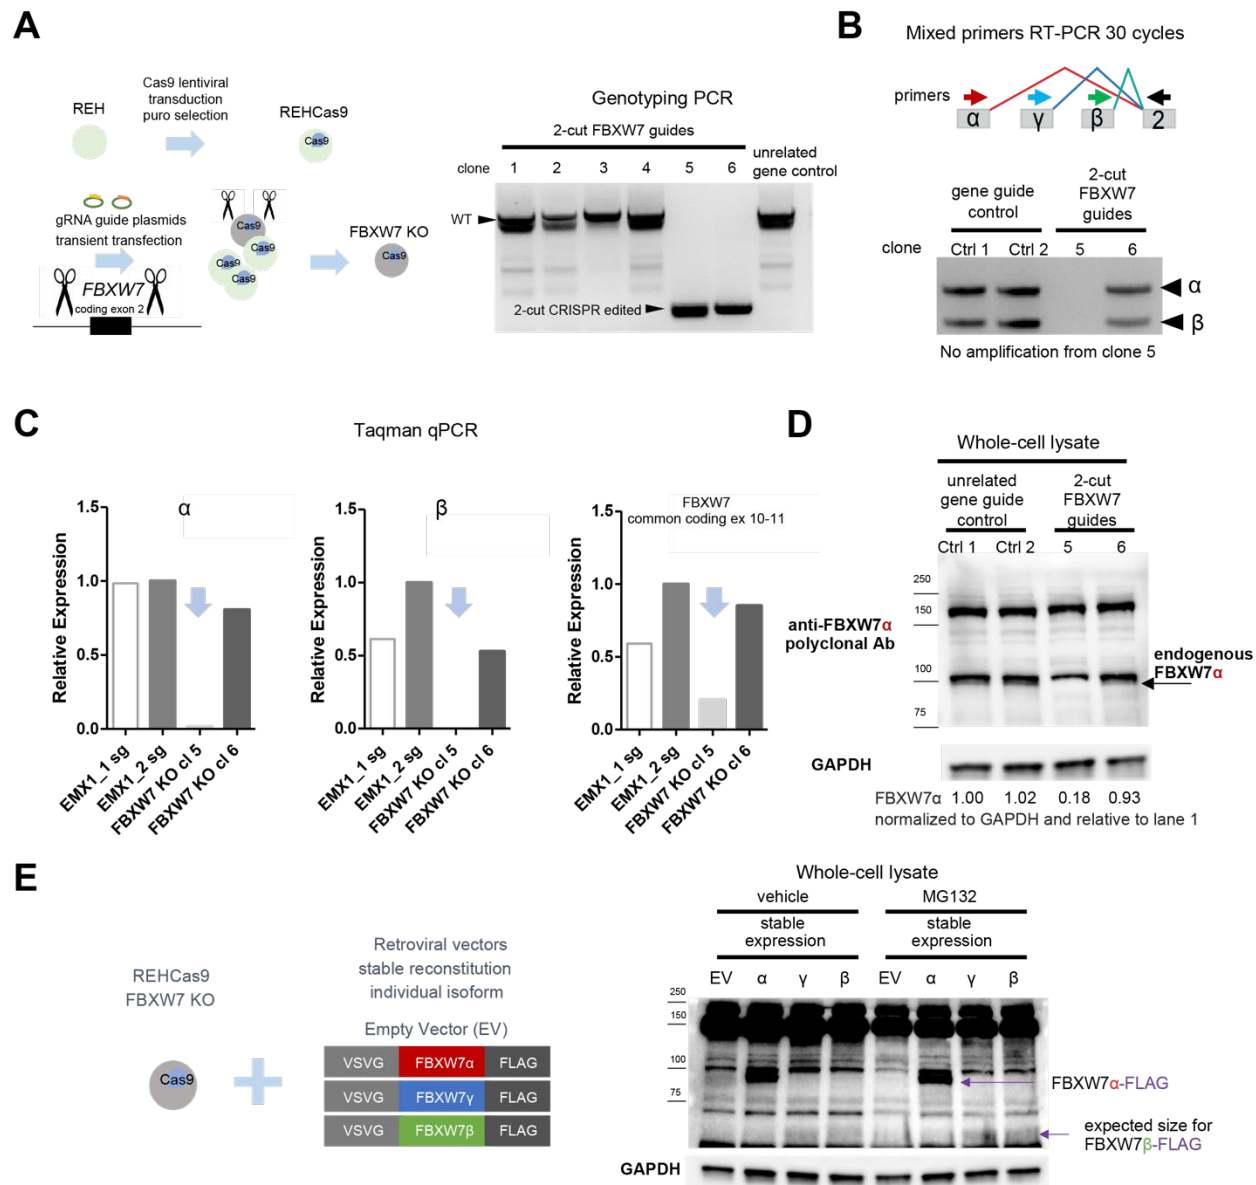 A
REH
Cas9 lentiviral
transduction
puro selection
REHCas9
Cas9
gRNA guide plasmids
transient transfection
FBXW7
coding exon 2
Cas9
Cas9
Cas9
Cas9
FBXW7 KO
Cas9
Genotyping PCR
2-cut FBXW7 guides
unrelated
gene control
clone 1 2 3 4 5 6
WT
2-cut CRISPR edited
B
Mixed primers RT-PCR 30 cycles
primers
α γ β 2
gene guide
control
2-cut
FBXW7
guides
clone Ctrl 1 Ctrl 2 5 6
α
β
No amplification from clone 5
C
Taqman qPCR
α
Relative Expression
1.5
1.0
0.5
0.0
EMX1_1 sg
EMX1_2 sg
FBXW7 KO cl 5
FBXW7 KO cl 6
β
Relative Expression
1.5
1.0
0.5
0.0
EMX1_1 sg
EMX1_2 sg
FBXW7 KO cl 5
FBXW7 KO cl 6
FBXW7
common coding ex 10-11
Relative Expression
1.5
1.0
0.5
0.0
EMX1_1 sg
EMX1_2 sg
FBXW7 KO cl 5
FBXW7 KO cl 6
D
Whole-cell lysate
unrelated
gene guide
control
2-cut
FBXW7
guides
Ctrl 1 Ctrl 2 5 6
250
150
100
75
anti-FBXW7α
polyclonal Ab
endogenous
FBXW7α
GAPDH
FBXW7α 1.00 1.02 0.18 0.93
normalized to GAPDH and relative to lane 1
E
REHCas9
FBXW7 KO
Cas9
Retroviral vectors
stable reconstitution
individual isoform
Empty Vector (EV)
VSVG FBXW7α FLAG
VSVG FBXW7γ FLAG
VSVG FBXW7β FLAG
Whole-cell lysate
vehicle MG132
stable
expression
stable
expression
EV α γ β EV α γ β
250
150
100
75
FBXW7α-FLAG
expected size for
FBXW7β-FLAG
GAPDH